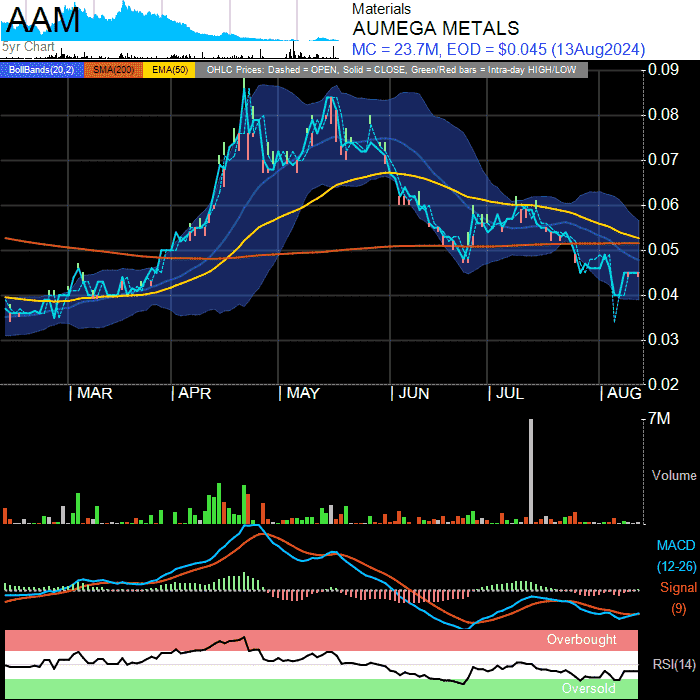 AAM
5yr Chart
Materials
AUMEGA METALS
MC = 23.7M, EOD = $0.045 (13Aug2024)
BollBands(20,2) SMA(200) EMA(50) OHLC Prices: Dashed = OPEN, Solid = CLOSE, Green/Red bars = Intra-day HIGH/LOW
0.09
0.08
0.07
0.06
0.05
0.04
0.03
0.02
| MAR | APR | MAY | JUN | JUL | AUG
7M
Volume
MACD
(12-26)
Signal
(9)
Overbought
RSI(14)
Oversold